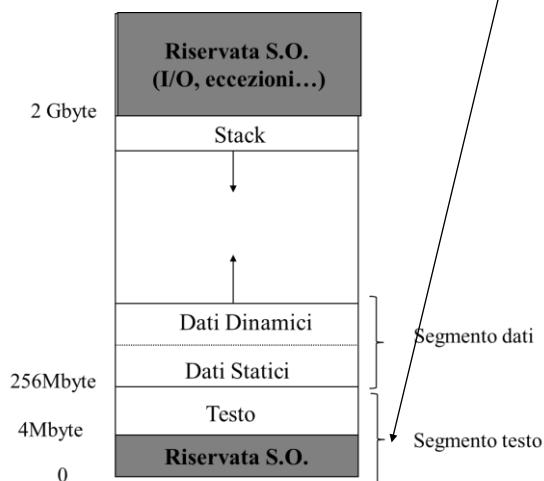 Riservata S.O.
(I/O, eccezioni…)
2 Gbyte
Stack
Dati Dinamici
Segmento dati
Dati Statici
256Mbyte
Testo
4Mbyte
Segmento testo
Riservata S.O.
0